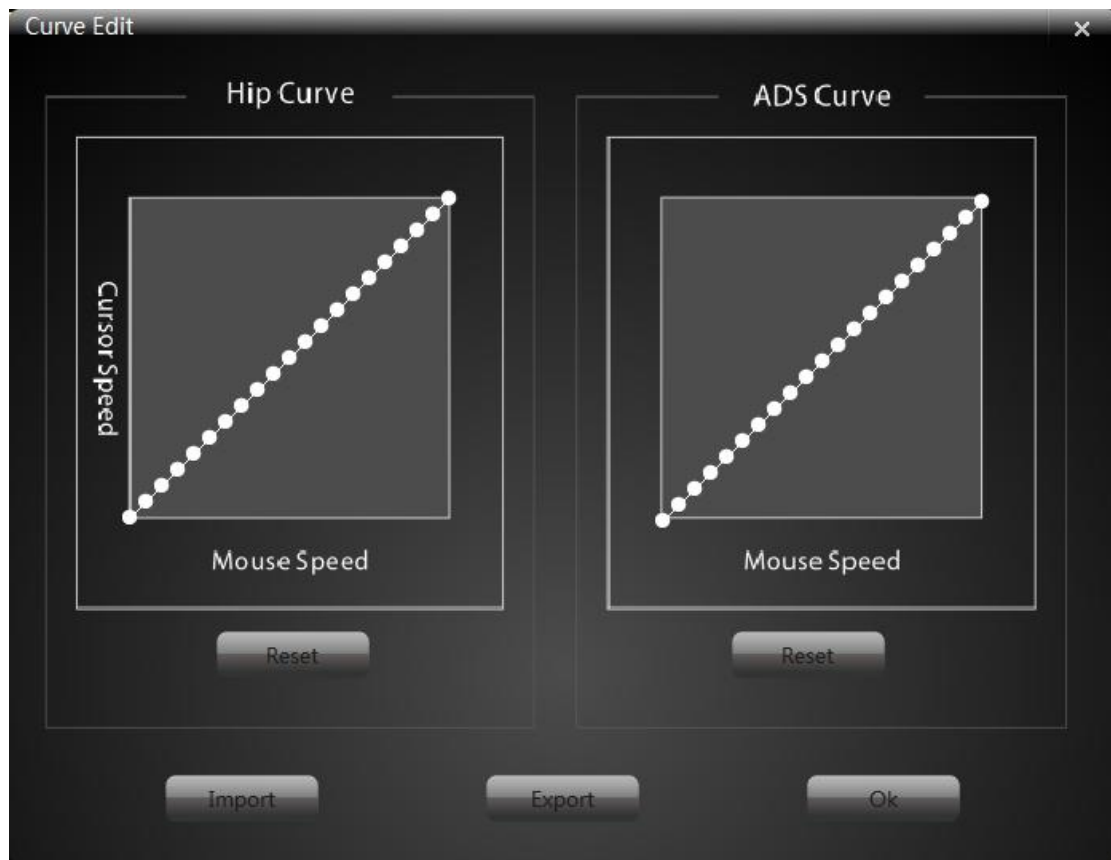 Curve Edit
Hip Curve
Cursor Speed
Mouse Speed
Reset
ADS Curve
Mouse Speed
Reset
Import
Export
Ok